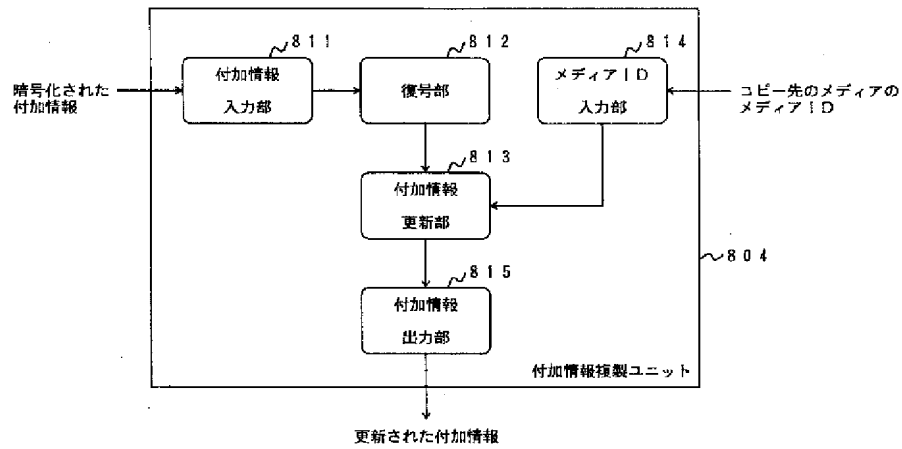 811
812
814
暗号化された
付加情報
付加情報
入力部
復号部
メディアID
入力部
コピー先のメディアの
メディアID
813
付加情報
更新部
804
815
付加情報
出力部
付加情報複製ユニット
更新された付加情報